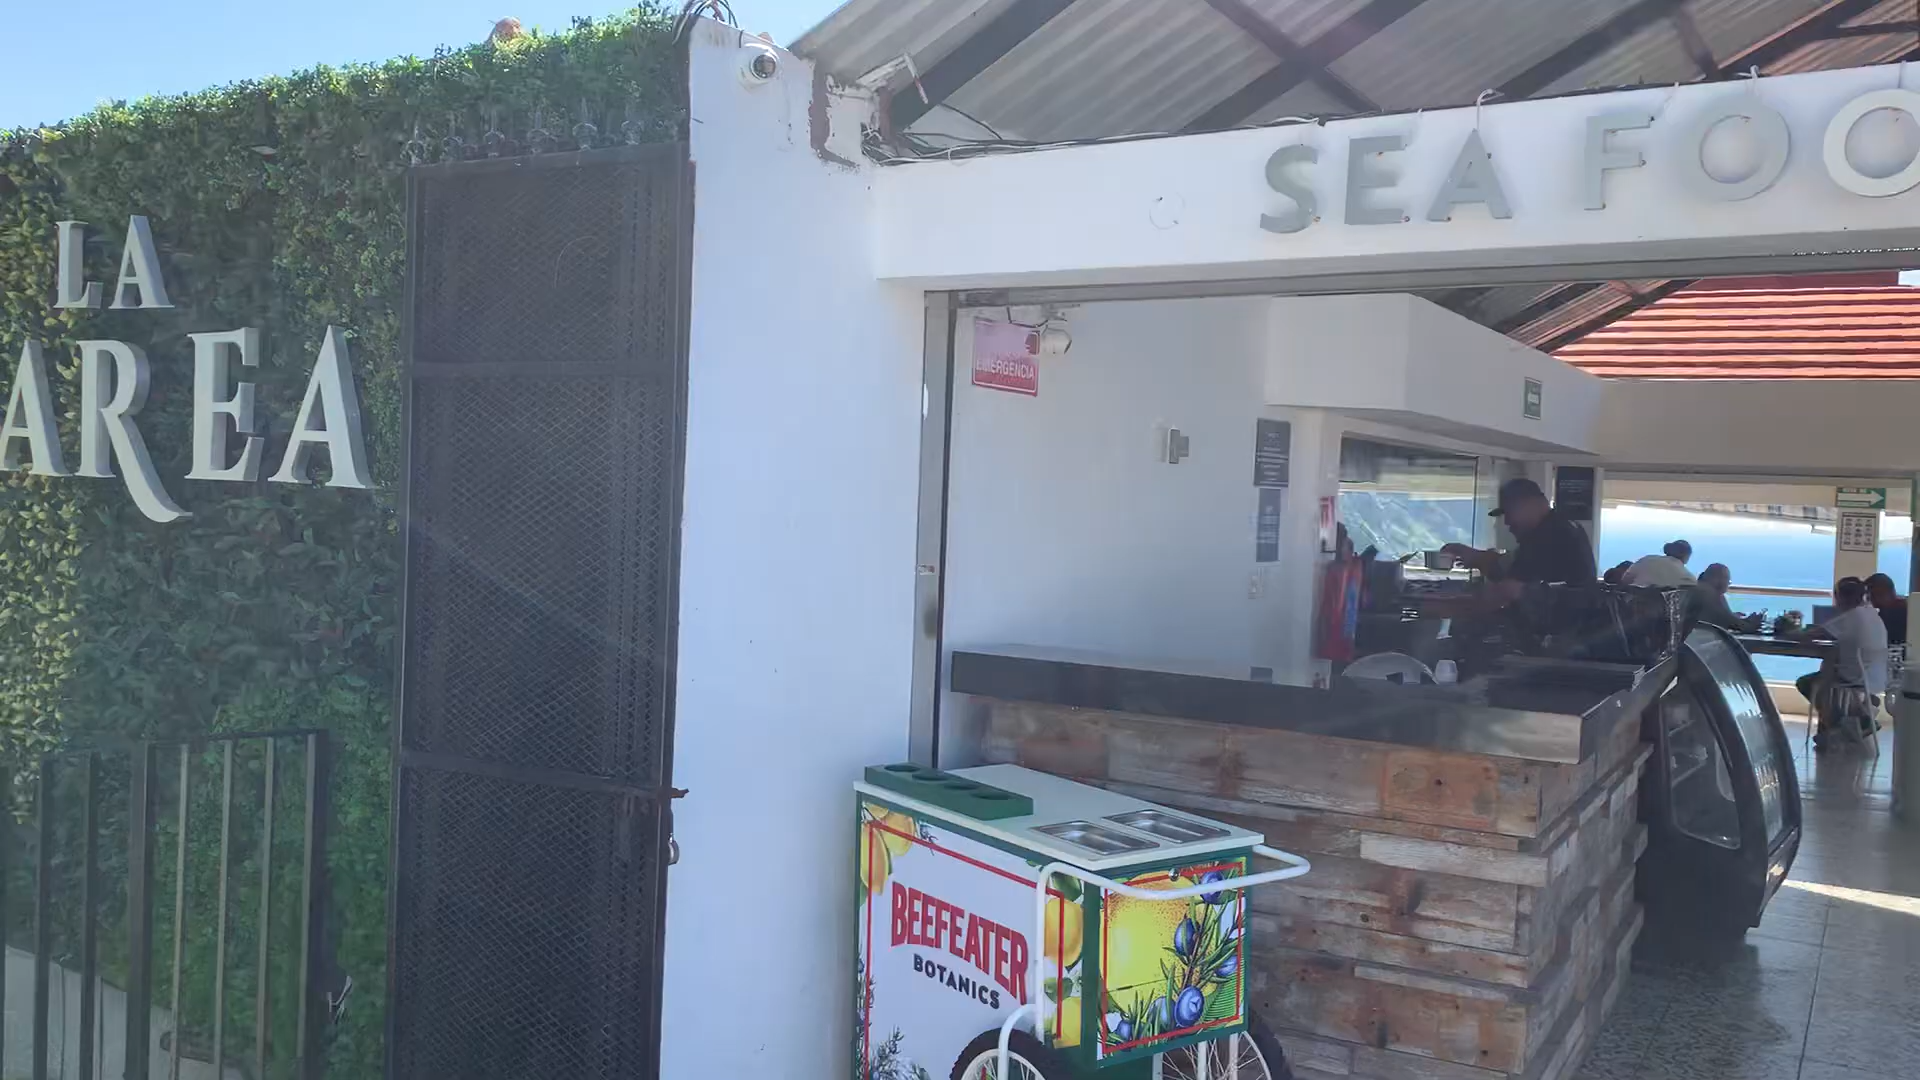 LA
AREA
SEA FOO
EMERGENCIA
BEEFEATER
BOTANICS